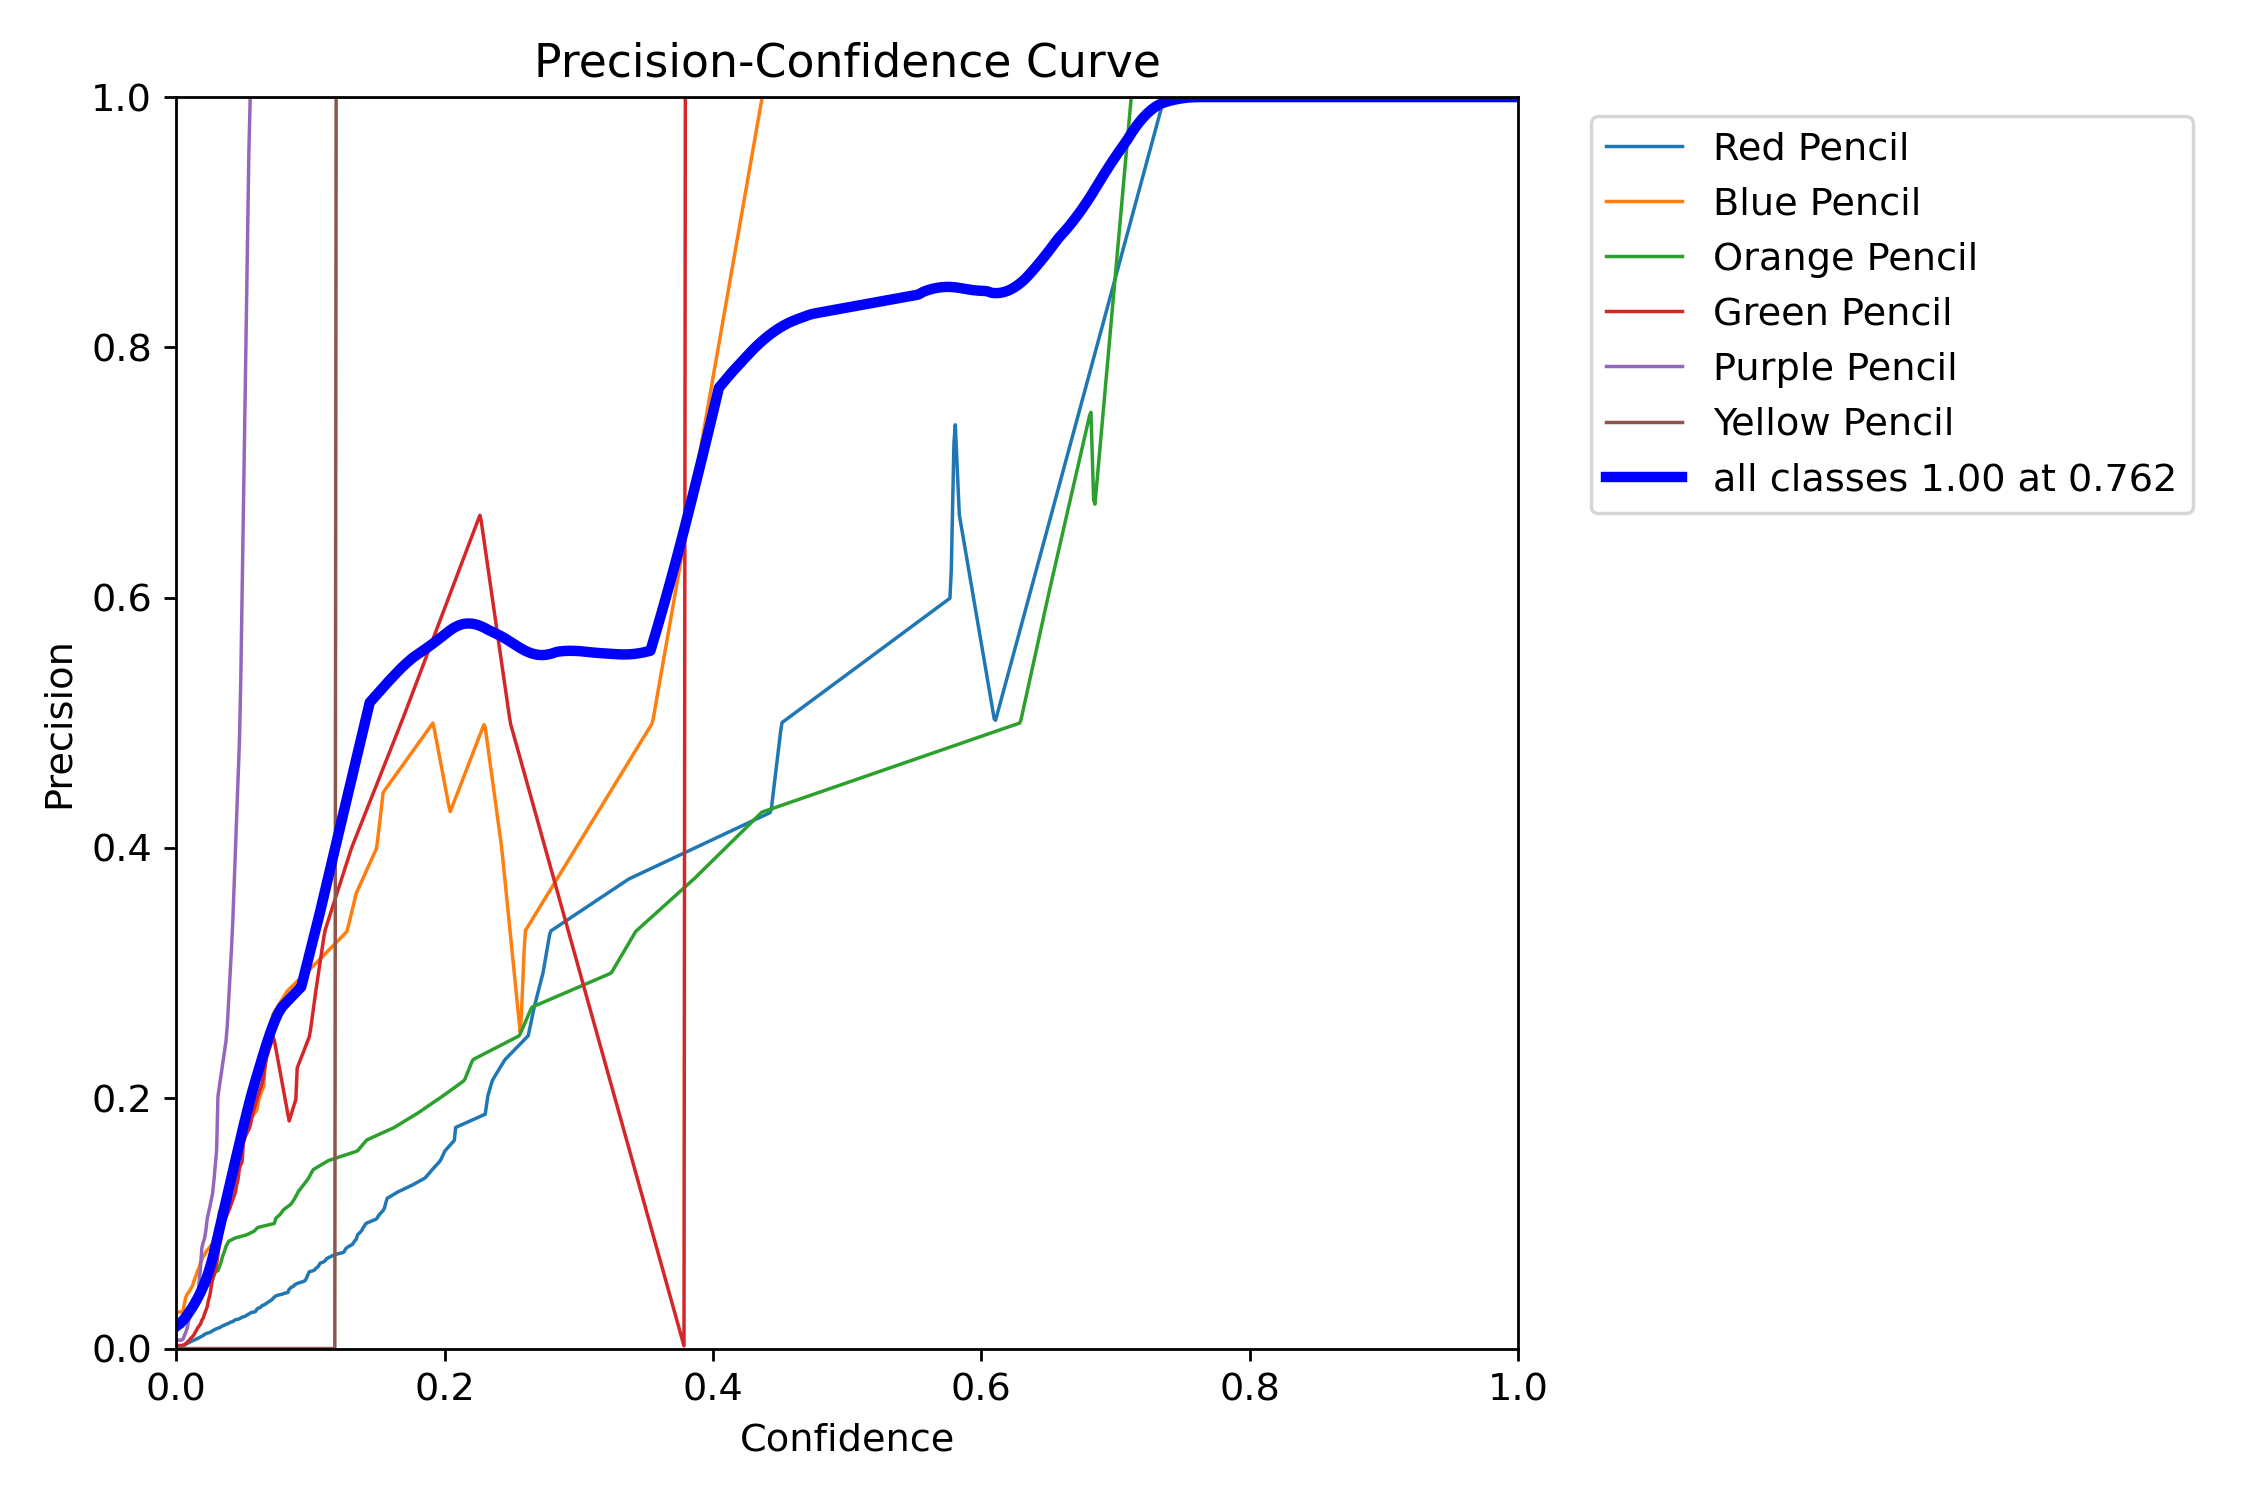 Precision-Confidence Curve
1.0
0.8
0.6
0.4
0.2
0.0
Precision
0.0 0.2 0.4 0.6 0.8 1.0
Confidence
Red Pencil
Blue Pencil
Orange Pencil
Green Pencil
Purple Pencil
Yellow Pencil
all classes 1.00 at 0.762